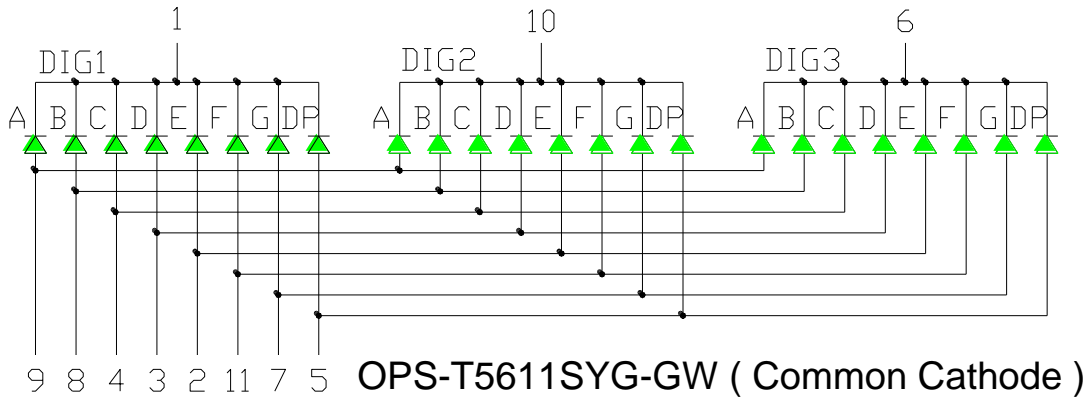 1 10 6
DIG1 DIG2 DIG3
A B C D E F G DP A B C D E F G DP A B C D E F G DP
9 8 4 3 2 11 7 5 OPS-T5611SYG-GW ( Common Cathode )